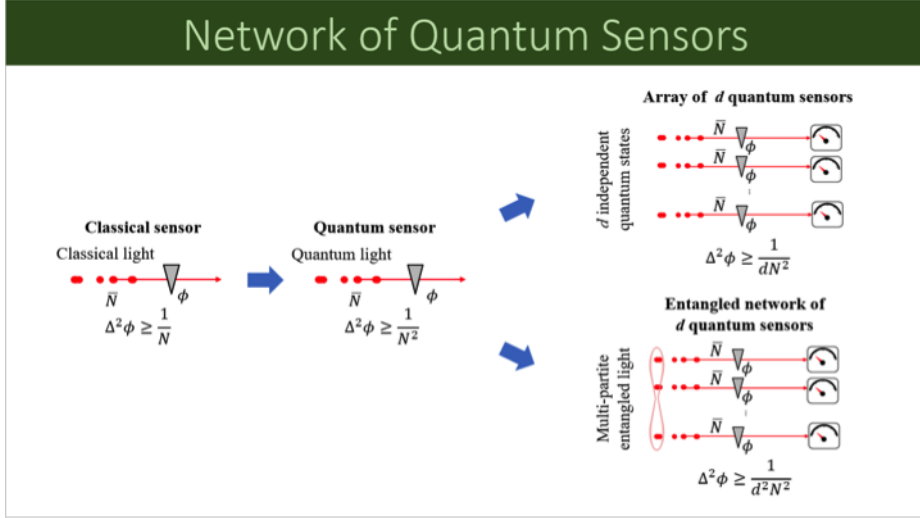 Network of Quantum Sensors
Classical sensor
Classical light
N̅
ϕ
Δ²ϕ ≥ 1/N
Quantum sensor
Quantum light
N̅
ϕ
Δ²ϕ ≥ 1/N²
Array of d quantum sensors
d independent
quantum states
N̅
ϕ
N̅
ϕ
N̅
ϕ
Δ²ϕ ≥ 1/dN²
Entangled network of
d quantum sensors
Multi-partite
entangled light
N̅
ϕ
N̅
ϕ
N̅
ϕ
Δ²ϕ ≥ 1/d²N²